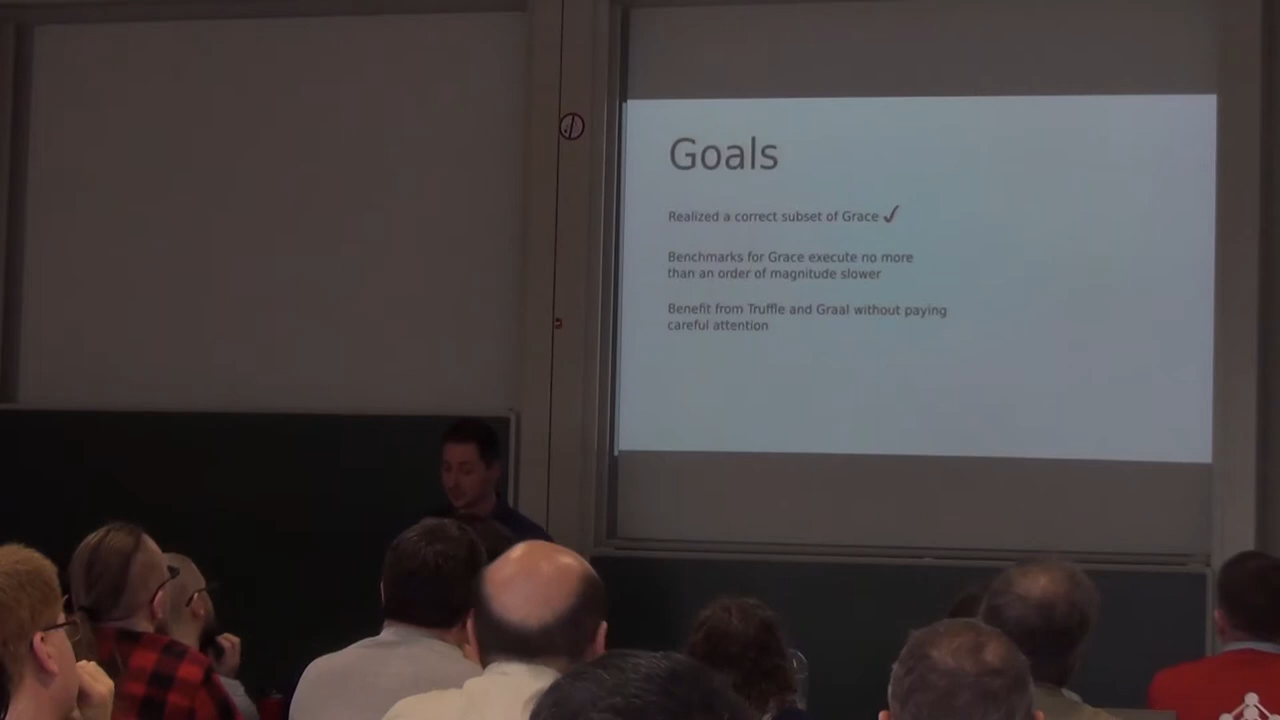 Goals
Realized a correct subset of Grace ✓
Benchmarks for Grace execute no more
than an order of magnitude slower
Benefit from Truffle and Graal without paying
careful attention